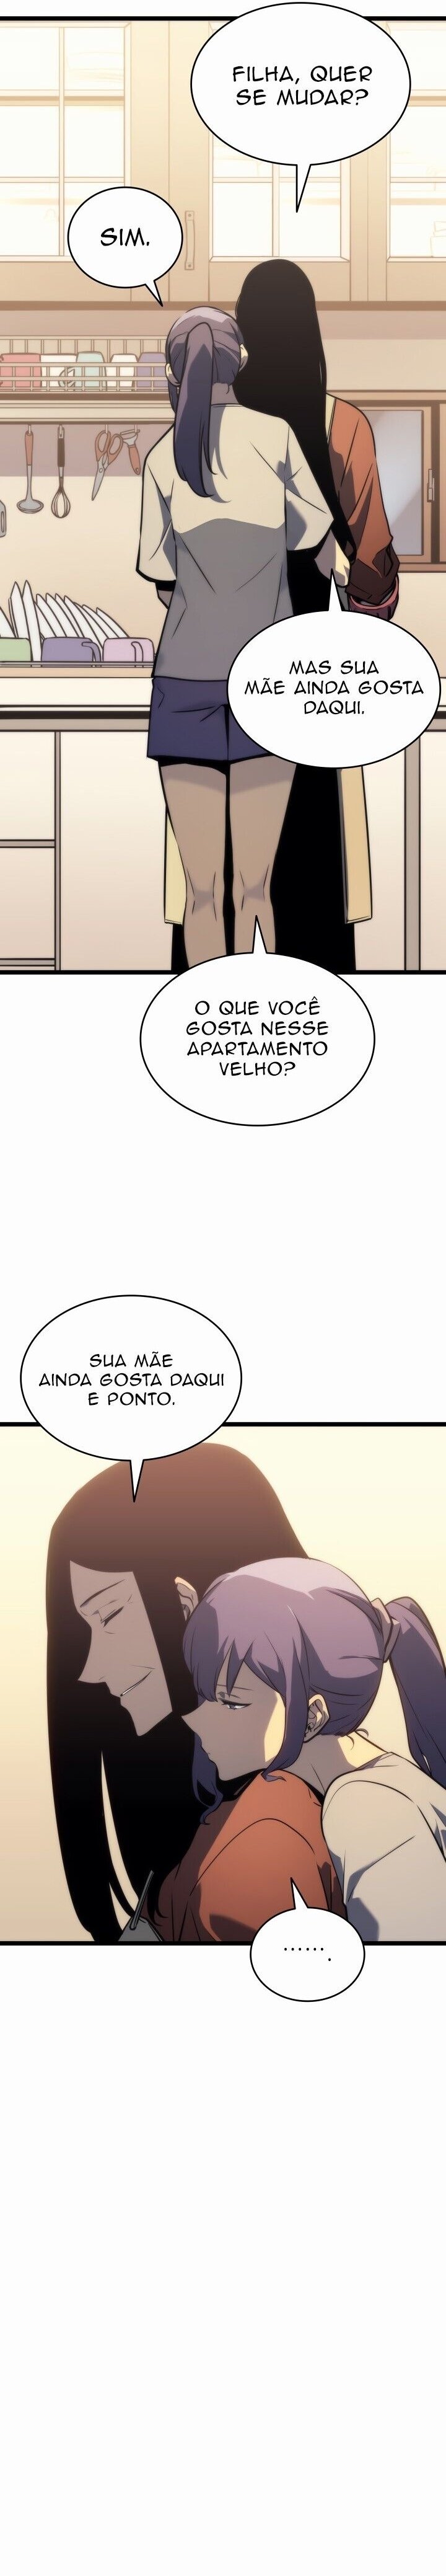 FILHA, QUER
SE MUDAR?
SIM.
MAS SUA
MÃE AINDA GOSTA
DAQUI.
O QUE VOCÊ
GOSTA NESSE
APARTAMENTO
VELHO?
SUA MÃE
AINDA GOSTA DAQUI
E PONTO.
.......